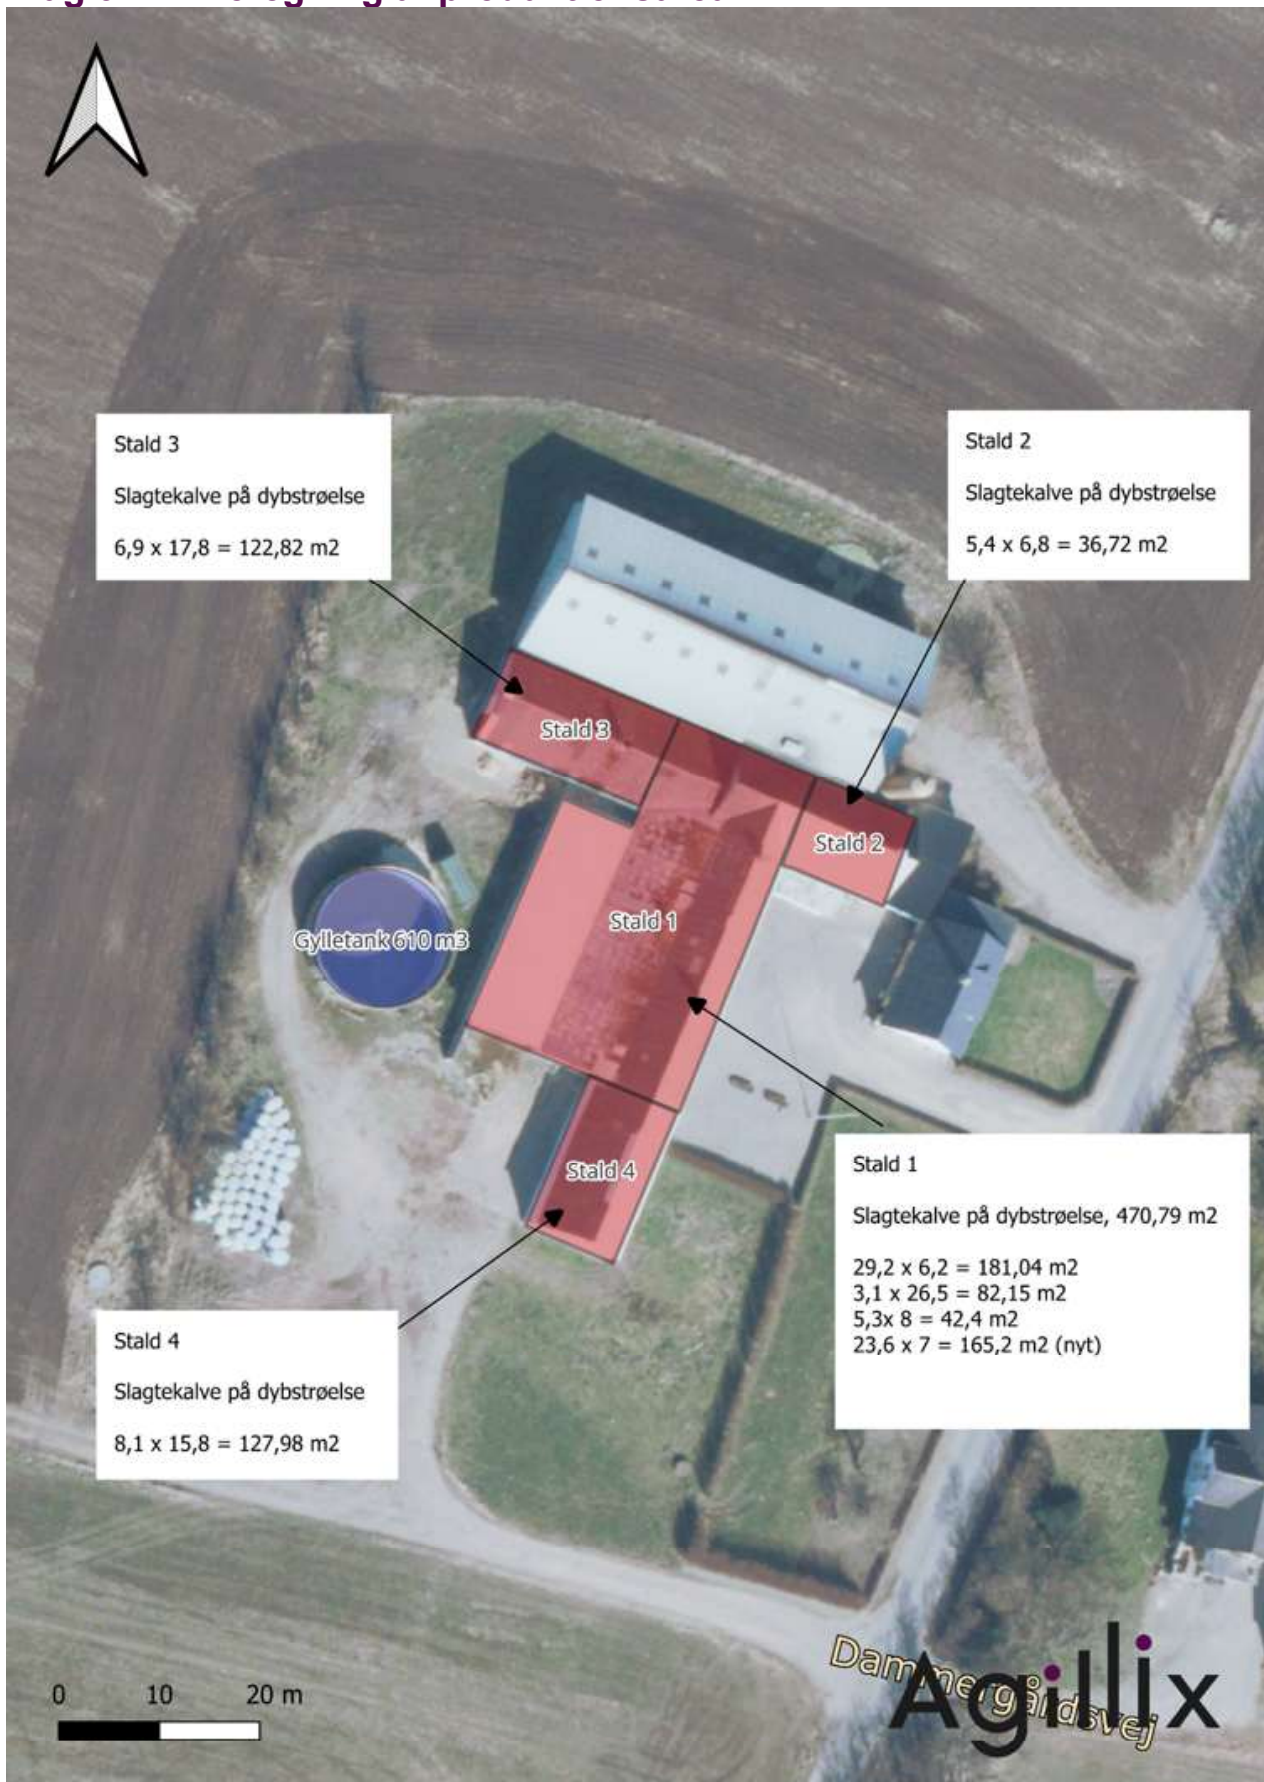 Stald 3
Slagtekalve på dybstrøelse
6,9 x 17,8 = 122,82 m2
Stald 2
Slagtekalve på dybstrøelse
5,4 x 6,8 = 36,72 m2
Stald 3
Stald 2
Stald 1
Gylletank 610 m3
Stald 4
Stald 1
Slagtekalve på dybstrøelse, 470,79 m2
29,2 x 6,2 = 181,04 m2
3,1 x 26,5 = 82,15 m2
5,3x 8 = 42,4 m2
23,6 x 7 = 165,2 m2 (nyt)
Stald 4
Slagtekalve på dybstrøelse
8,1 x 15,8 = 127,98 m2
0 10 20 m
Dammergårdsvej
Agillix